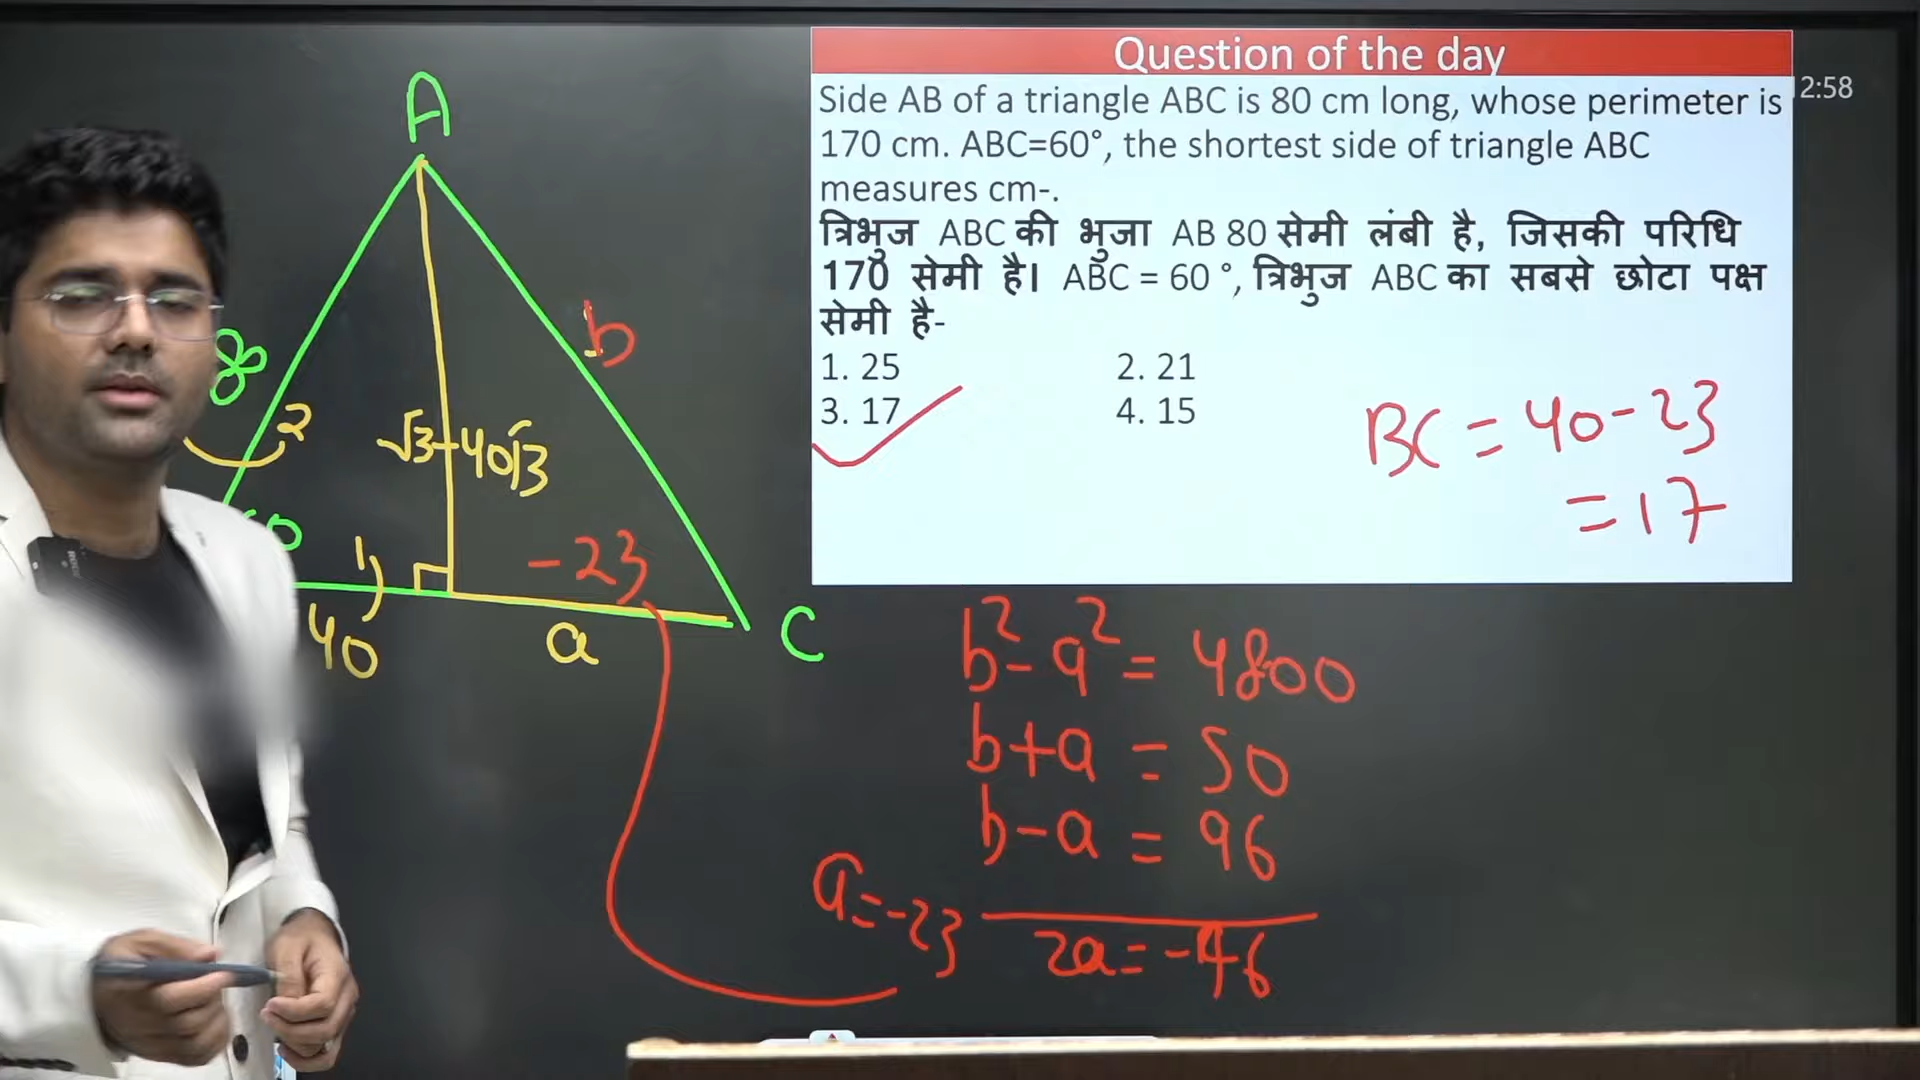 Question of the day
Side AB of a triangle ABC is 80 cm long, whose perimeter is
170 cm. ABC=60°, the shortest side of triangle ABC
measures cm-.
त्रिभुज ABC की भुजा AB 80 सेमी लंबी है, जिसकी परिधि
170 सेमी है। ABC = 60 °, त्रिभुज ABC का सबसे छोटा पक्ष
सेमी है-
1. 25 2. 21
3. 17 4. 15
2:58
BC = 40-23
= 17
A
b
2
√3 40√3
1
-23
40
a
C
b² - a² = 4800
b+a = 50
b-a = 96
2a = -46
a = -23